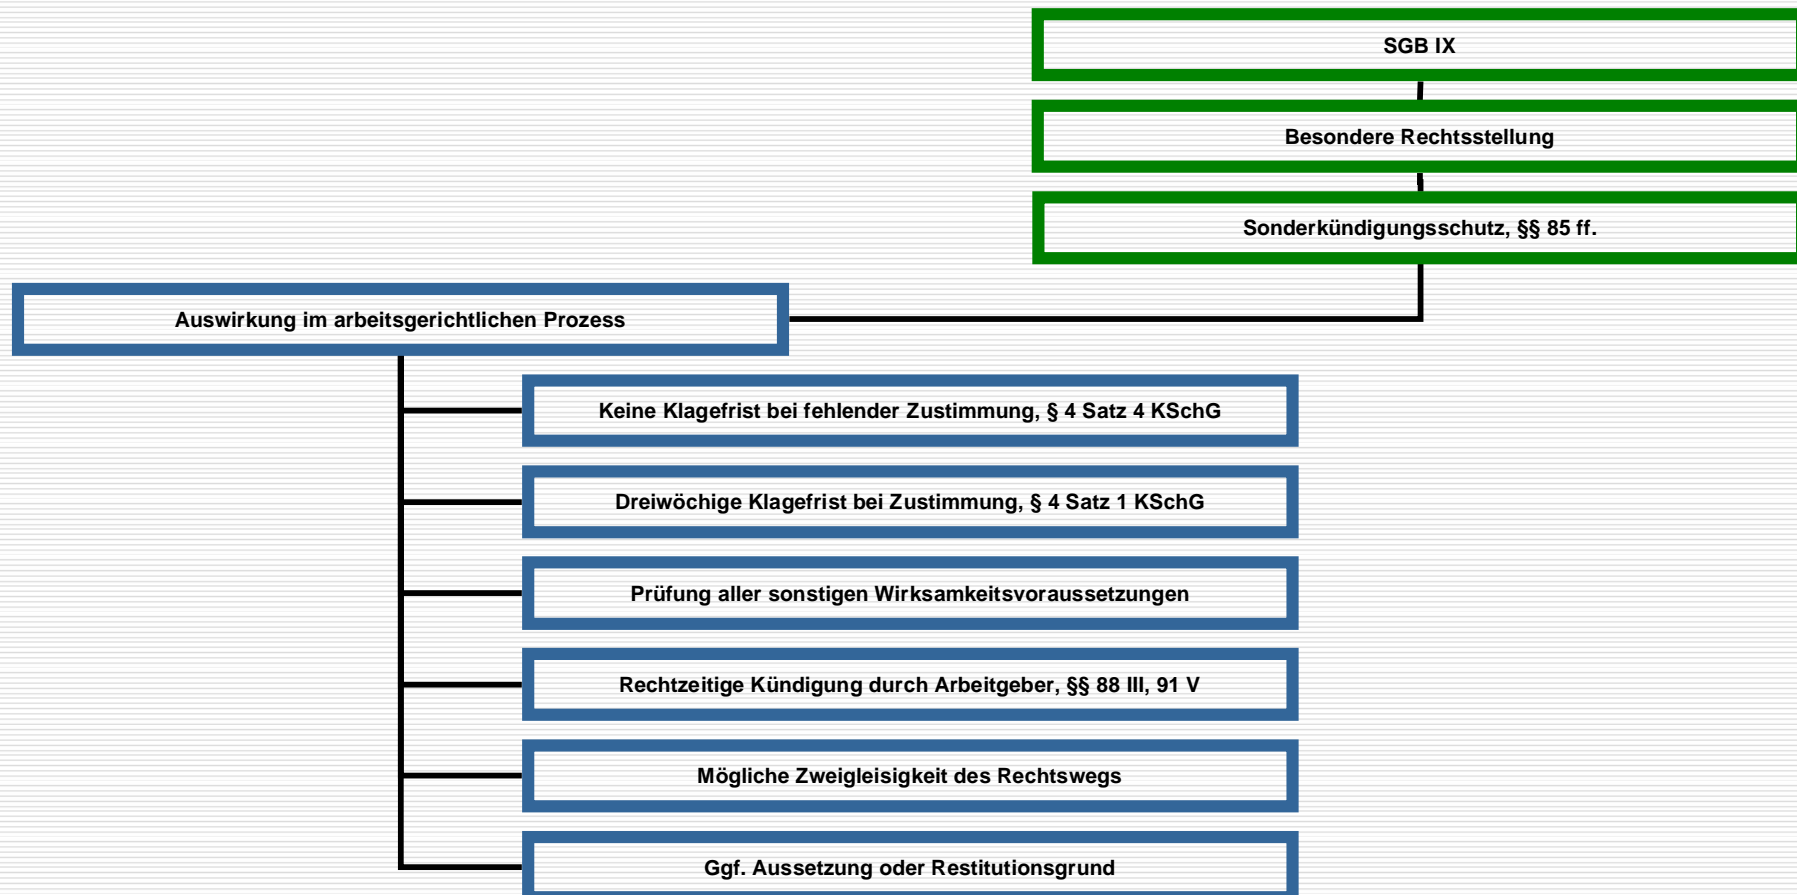 SGB IX
Besondere Rechtsstellung
Sonderkündigungsschutz, §§ 85 ff.
Auswirkung im arbeitsgerichtlichen Prozess
Keine Klagefrist bei fehlender Zustimmung, § 4 Satz 4 KSchG
Dreiwöchige Klagefrist bei Zustimmung, § 4 Satz 1 KSchG
Prüfung aller sonstigen Wirksamkeitsvoraussetzungen
Rechtzeitige Kündigung durch Arbeitgeber, §§ 88 III, 91 V
Mögliche Zweigleisigkeit des Rechtswegs
Ggf. Aussetzung oder Restitutionsgrund